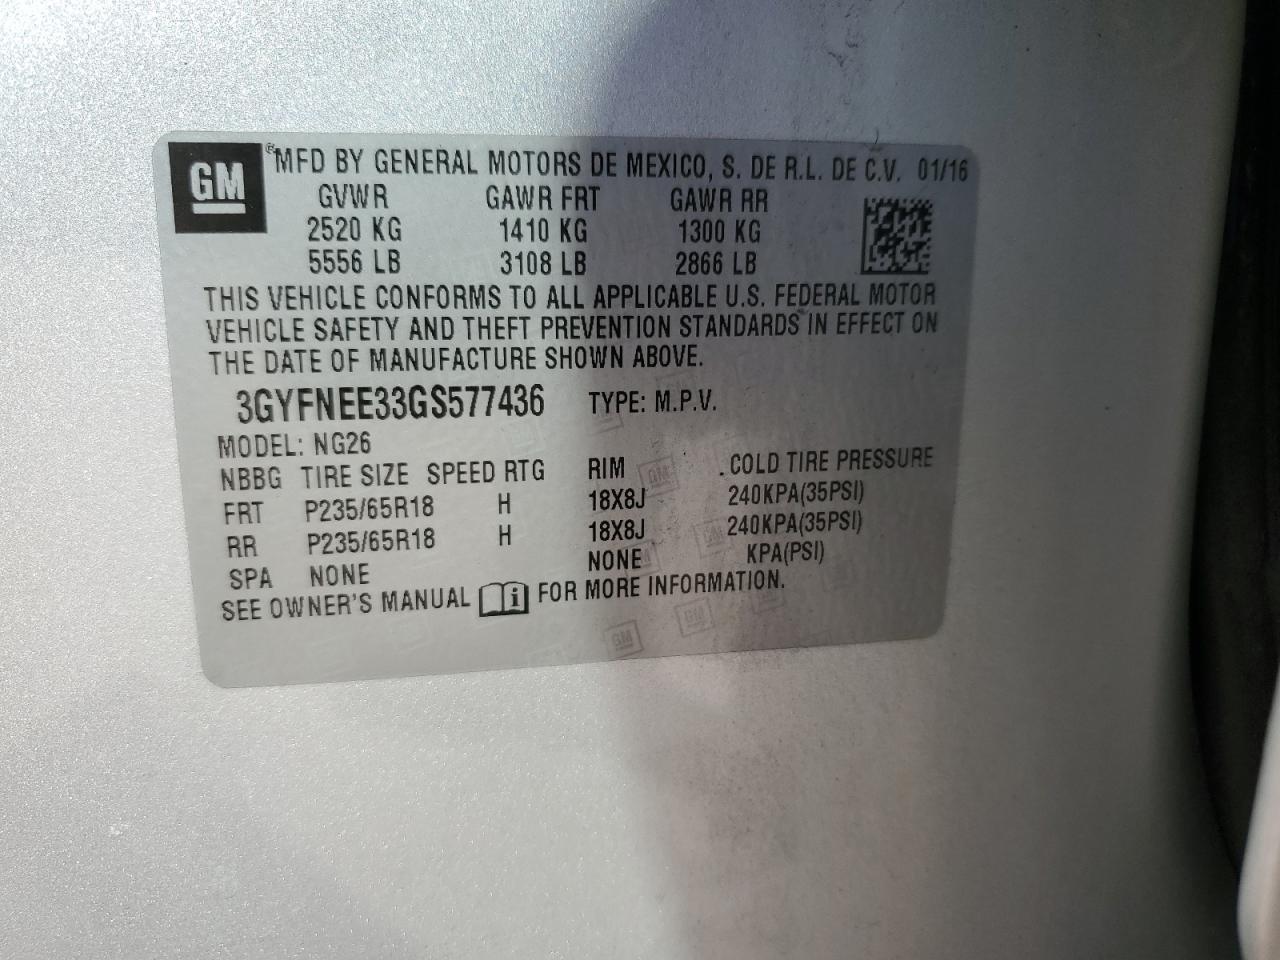 GM
® MFD BY GENERAL MOTORS DE MEXICO, S. DE R.L. DE C.V. 01/16
GVWR GAWR FRT GAWR RR
2520 KG 1410 KG 1300 KG
5556 LB 3108 LB 2866 LB
THIS VEHICLE CONFORMS TO ALL APPLICABLE U.S. FEDERAL MOTOR
VEHICLE SAFETY AND THEFT PREVENTION STANDARDS IN EFFECT ON
THE DATE OF MANUFACTURE SHOWN ABOVE.
3GYFNEE33GS577436 TYPE: M.P.V.
MODEL: NG26
NBBG TIRE SIZE SPEED RTG RIM COLD TIRE PRESSURE
FRT P235/65R18 H 18X8J 240KPA(35PSI)
RR P235/65R18 H 18X8J 240KPA(35PSI)
SPA NONE NONE KPA(PSI)
SEE OWNER'S MANUAL i FOR MORE INFORMATION.
GM GM